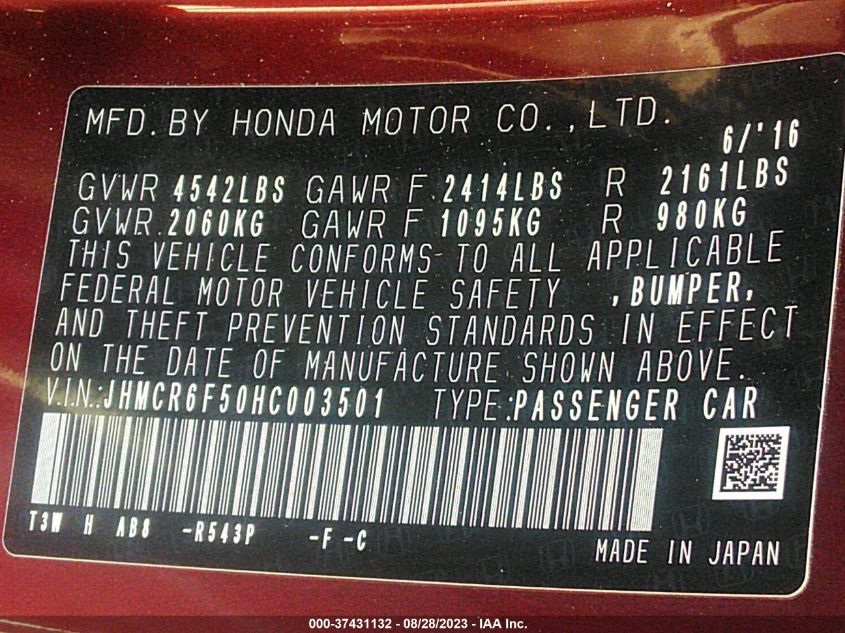 MFD. BY HONDA MOTOR CO., LTD.
6/'16
GVWR 4542LBS GAWR F 2414LBS R 2161LBS
GVWR 2060KG GAWR F 1095KG R 980KG
THIS VEHICLE CONFORMS TO ALL APPLICABLE
FEDERAL MOTOR VEHICLE SAFETY ,BUMPER,
AND THEFT PREVENTION STANDARDS IN EFFECT
ON THE DATE OF MANUFACTURE SHOWN ABOVE.
V.I.N.:JHMCR6F50HC003501 TYPE:PASSENGER CAR
T3W H AB8 -R543P -F -C
MADE IN JAPAN
000-37431132 - 08/28/2023 - IAA Inc.